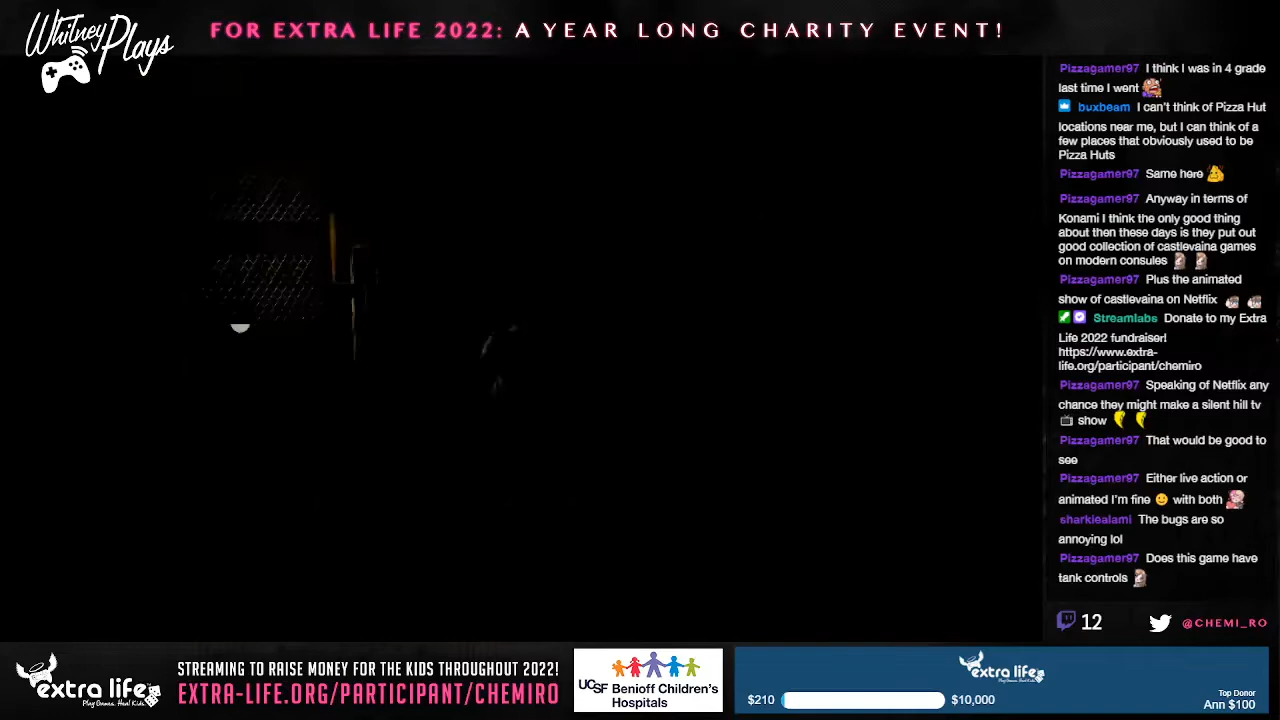 Whitney Plays
FOR EXTRA LIFE 2022: A YEAR LONG CHARITY EVENT!
Pizzagamer97 I think I was in 4 grade
last time I went
buxbeam I can't think of Pizza Hut
locations near me, but I can think of a
few places that obviously used to be
Pizza Huts
Pizzagamer97 Same here
Pizzagamer97 Anyway in terms of
Konami I think the only good thing
about then these days is they put out
good collection of castlevaina games
on modern consules
Pizzagamer97 Plus the animated
show of castlevaina on Netflix
Streamlabs Donate to my Extra
Life 2022 fundraiser!
https://www.extra-
life.org/participant/chemiro
Pizzagamer97 Speaking of Netflix any
chance they might make a silent hill tv
show
Pizzagamer97 That would be good to
see
Pizzagamer97 Either live action or
animated I'm fine with both
sharkiealami The bugs are so
annoying lol
Pizzagamer97 Does this game have
tank controls
12
@CHEMI_RO
extra life
Play Games. Heal Kids.
STREAMING TO RAISE MONEY FOR THE KIDS THROUGHOUT 2022!
EXTRA-LIFE.ORG/PARTICIPANT/CHEMIRO
UCSF Benioff Children's
Hospitals
extra life
$210
$10,000
Top Donor
Ann $100